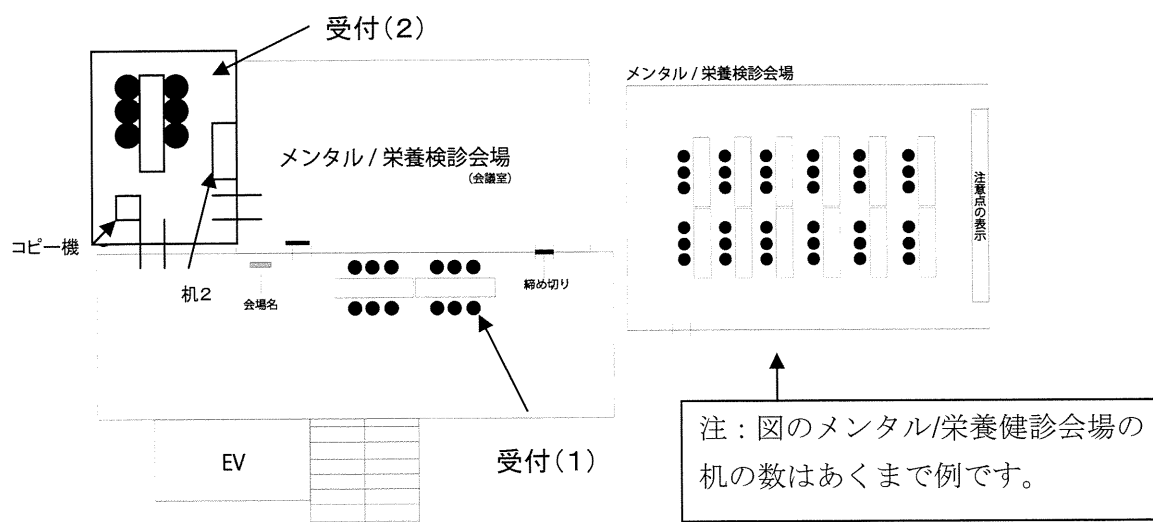 受付(2)
メンタル / 栄養検診会場
メンタル / 栄養検診会場
(会議室)
注意点の表示
コピー機
机2
会場名
締め切り
EV
受付(1)
注：図のメンタル/栄養健診会場の
机の数はあくまで例です。